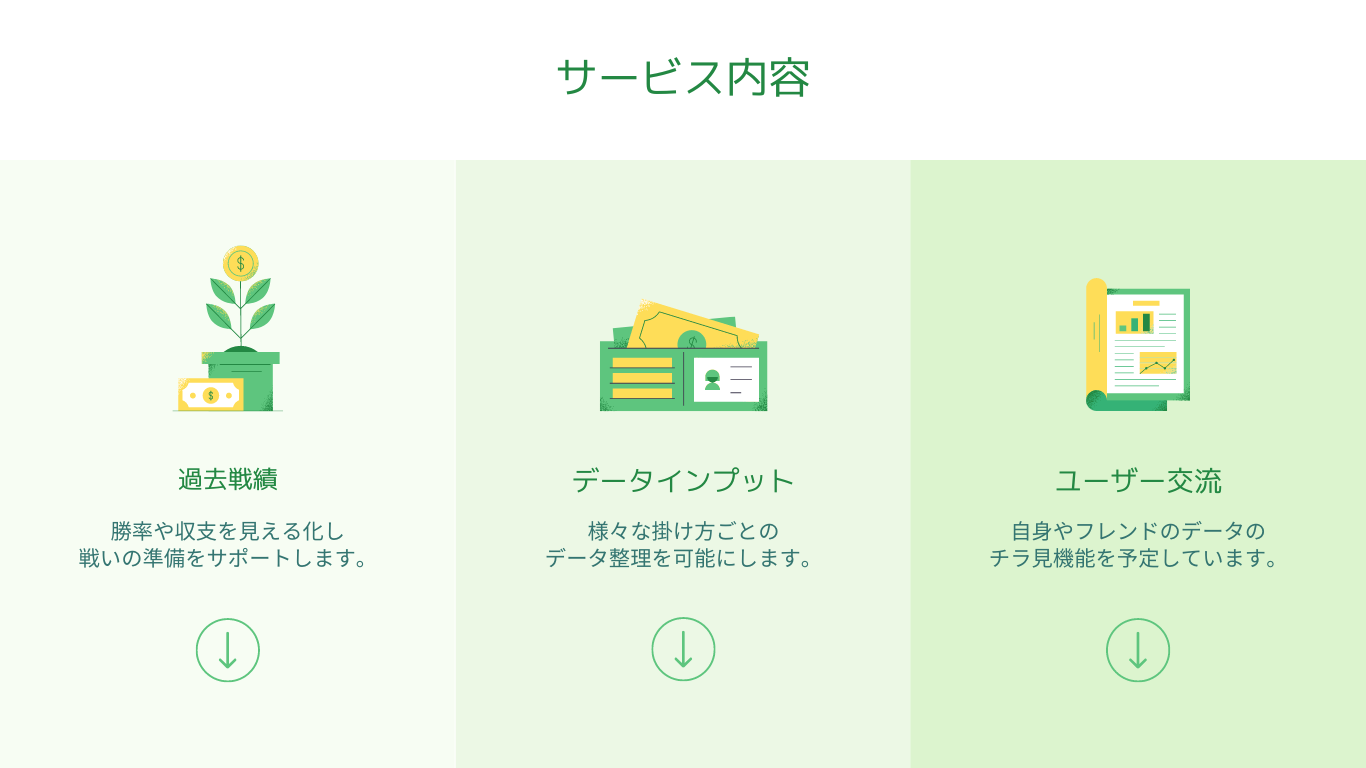 サービス内容
過去戦績
勝率や収支を見える化し
戦いの準備をサポートします。
データインプット
様々な掛け方ごとの
データ整理を可能にします。
ユーザー交流
自身やフレンドのデータの
チラ見機能を予定しています。